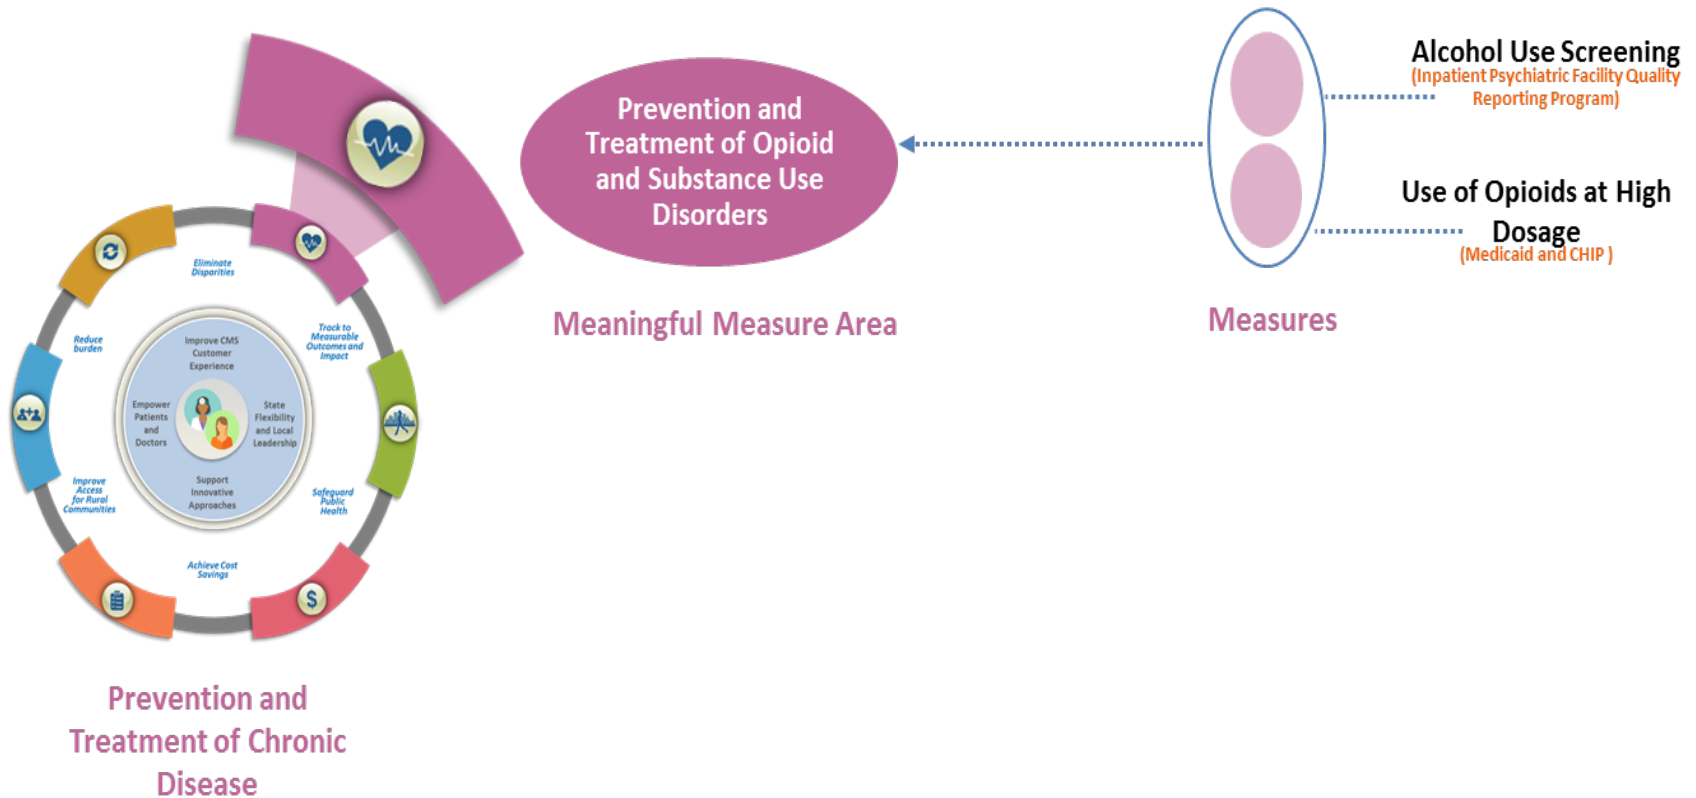 Prevention and
Treatment of Opioid
and Substance Use
Disorders
Meaningful Measure Area
Alcohol Use Screening
(Inpatient Psychiatric Facility Quality
Reporting Program)
Use of Opioids at High
Dosage
(Medicaid and CHIP )
Measures
Eliminate
Disparities
Track to
Measurable
Outcomes and
Impact
Safeguard
Public
Health
Achieve Cost
Savings
Improve
Access
for Rural
Communities
Reduce
burden
Improve CMS
Customer
Experience
State
Flexibility
and Local
Leadership
Support
Innovative
Approaches
Empower
Patients
and
Doctors
$
Prevention and
Treatment of Chronic
Disease